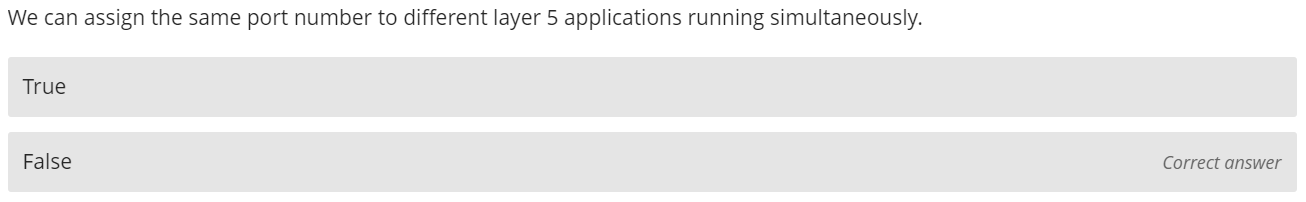 We can assign the same port number to different layer 5 applications running simultaneously.
True
False
Correct answer